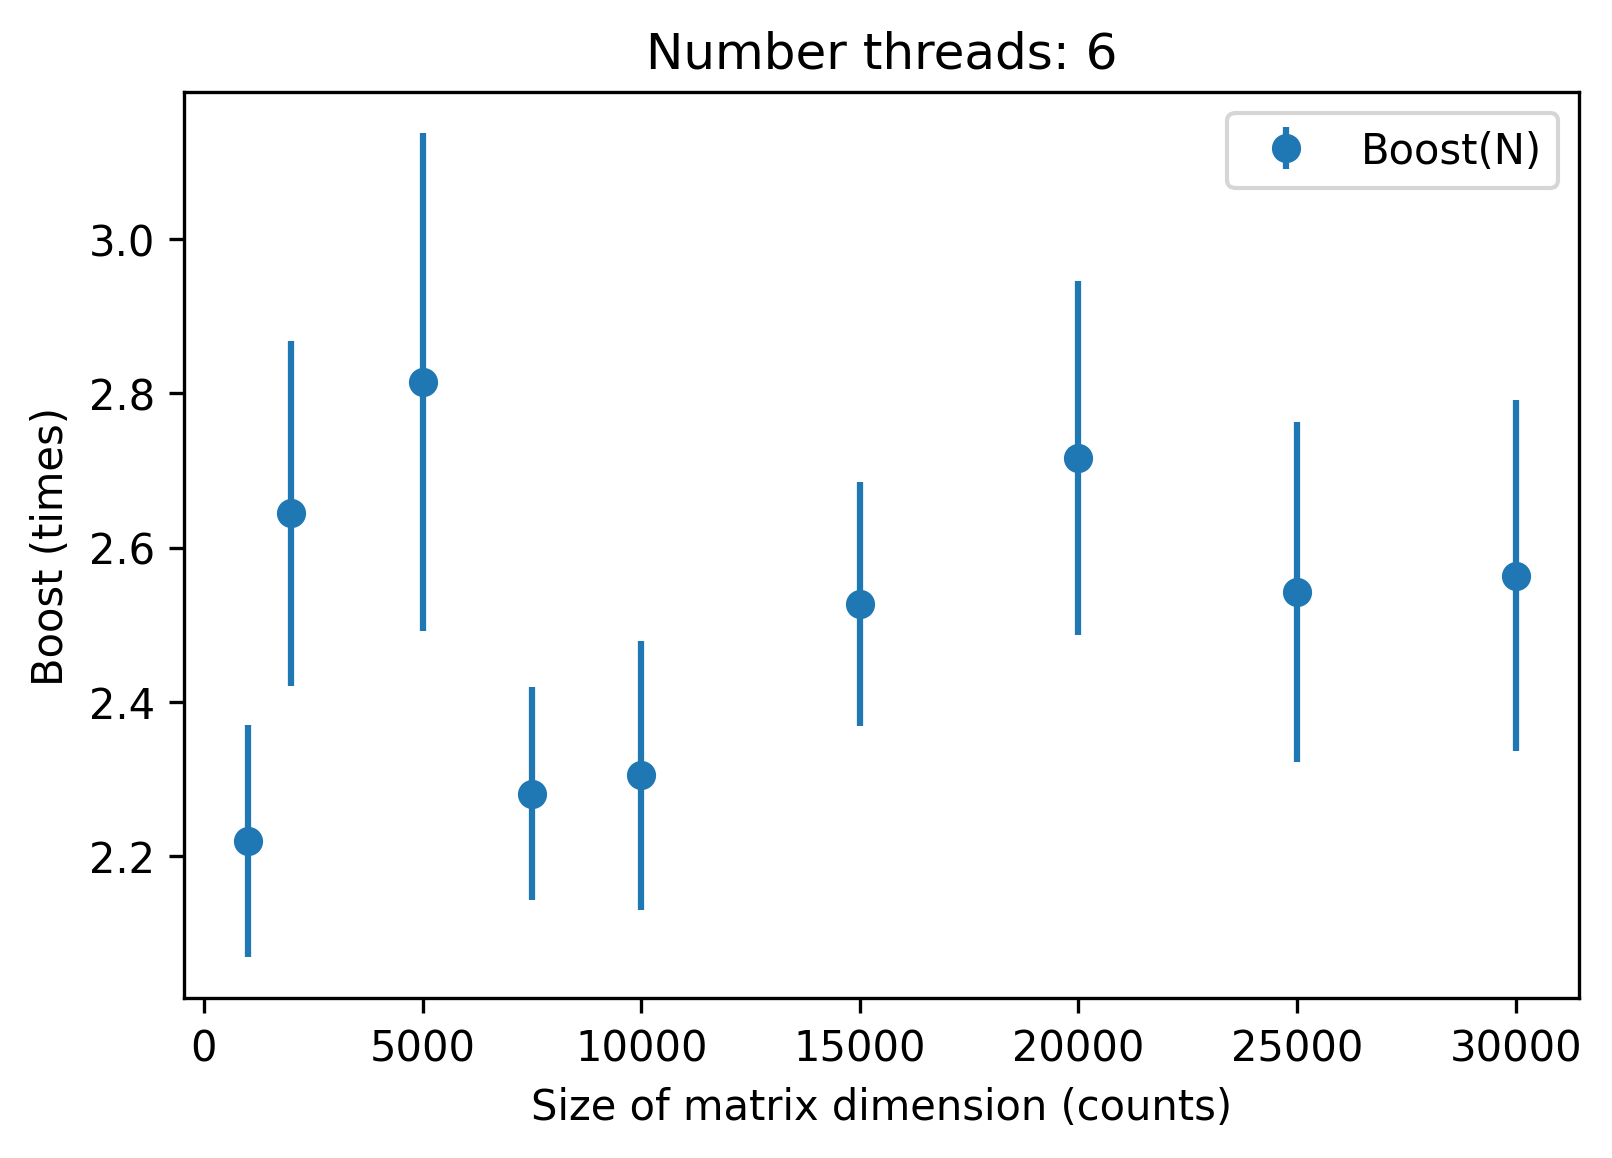 Number threads: 6
Boost(N)
Boost (times)
3.0
2.8
2.6
2.4
2.2
0 5000 10000 15000 20000 25000 30000
Size of matrix dimension (counts)